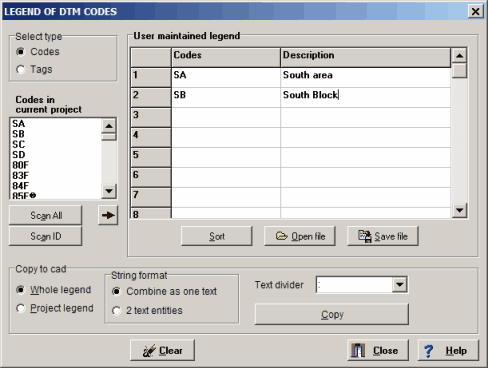 LEGEND OF DTM CODES
Select type
Codes
Tags
Codes in
current project
SA
SB
SC
SD
80F
83F
84F
85F
Scan All
Scan ID
User maintained legend
Codes Description
1 SA South area
2 SB South Block
3
4
5
6
7
8
Sort Open file Save file
Copy to cad
Whole legend
Project legend
String format
Combine as one text
2 text entities
Text divider :
Copy
Clear Close ? Help